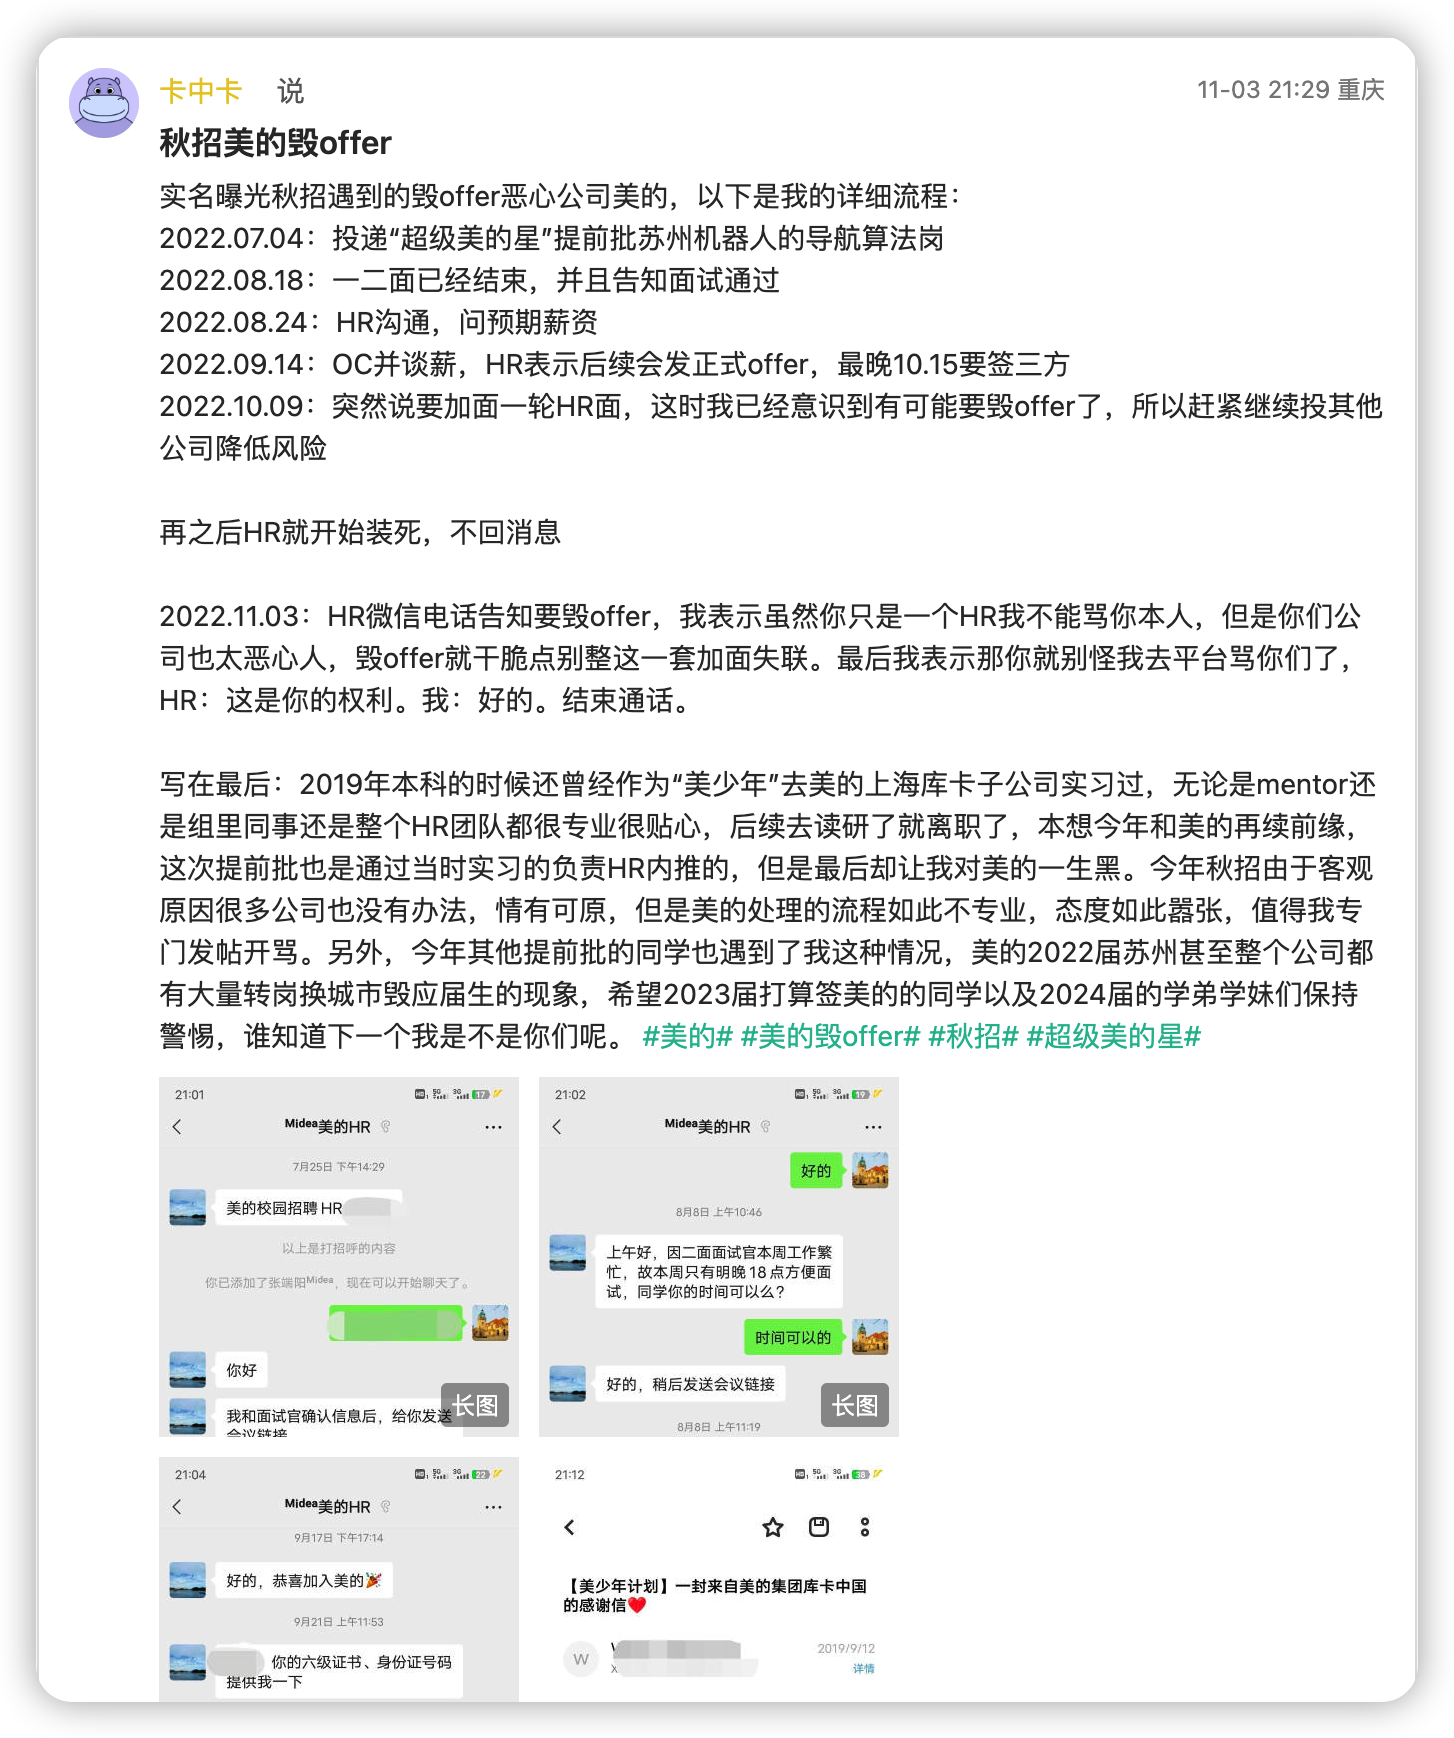 卡中卡 说
11-03 21:29 重庆
秋招美的毁offer
实名曝光秋招遇到的毁offer恶心公司美的，以下是我的详细流程：
2022.07.04：投递“超级美的星”提前批苏州机器人的导航算法岗
2022.08.18：一二面已经结束，并且告知面试通过
2022.08.24：HR沟通，问预期薪资
2022.09.14：OC并谈薪，HR表示后续会发正式offer，最晚10.15要签三方
2022.10.09：突然说要加面一轮HR面，这时我已经意识到有可能要毁offer了，所以赶紧继续投其他
公司降低风险
再之后HR就开始装死，不回消息
2022.11.03：HR微信电话告知要毁offer，我表示虽然你只是一个HR我不能骂你本人，但是你们公
司也太恶心人，毁offer就干脆点别整这一套加面失联。最后我表示那你就别怪我去平台骂你们了，
HR：这是你的权利。我：好的。结束通话。
写在最后：2019年本科的时候还曾经作为“美少年”去美的上海库卡子公司实习过，无论是mentor还
是组里同事还是整个HR团队都很专业很贴心，后续去读研了就离职了，本想今年和美的再续前缘，
这次提前批也是通过当时实习的负责HR内推的，但是最后却让我对美的一生黑。今年秋招由于客观
原因很多公司也没有办法，情有可原，但是美的处理的流程如此不专业，态度如此嚣张，值得我专
门发帖开骂。另外，今年其他提前批的同学也遇到了我这种情况，美的2022届苏州甚至整个公司都
有大量转岗换城市毁应届生的现象，希望2023届打算签美的的同学以及2024届的学弟学妹们保持
警惕，谁知道下一个我是不是你们呢。 #美的# #美的毁offer# #秋招# #超级美的星#
21:01 HD 5G 3G 17
Midea美的HR
7月25日 下午14:29
美的校园招聘HR
以上是打招呼的内容
你已添加了张端阳Midea，现在可以开始聊天了。
你好
我和面试官确认信息后，给你发送
会议链接
长图
21:02 HD 5G 3G 19
Midea美的HR
好的
8月8日 上午10:46
上午好，因二面面试官本周工作繁
忙，故本周只有明晚18点方便面
试，同学你的时间可以么？
时间可以的
好的，稍后发送会议链接
8月8日 上午11:19
长图
21:04 HD 5G 3G 22
Midea美的HR
9月17日 下午17:14
好的，恭喜加入美的🎉
9月21日 上午11:53
你的六级证书、身份证号码
提供我一下
21:12 HD 5G 3G 38
【美少年计划】一封来自美的集团库卡中国
的感谢信❤️
W
2019/9/12
详情